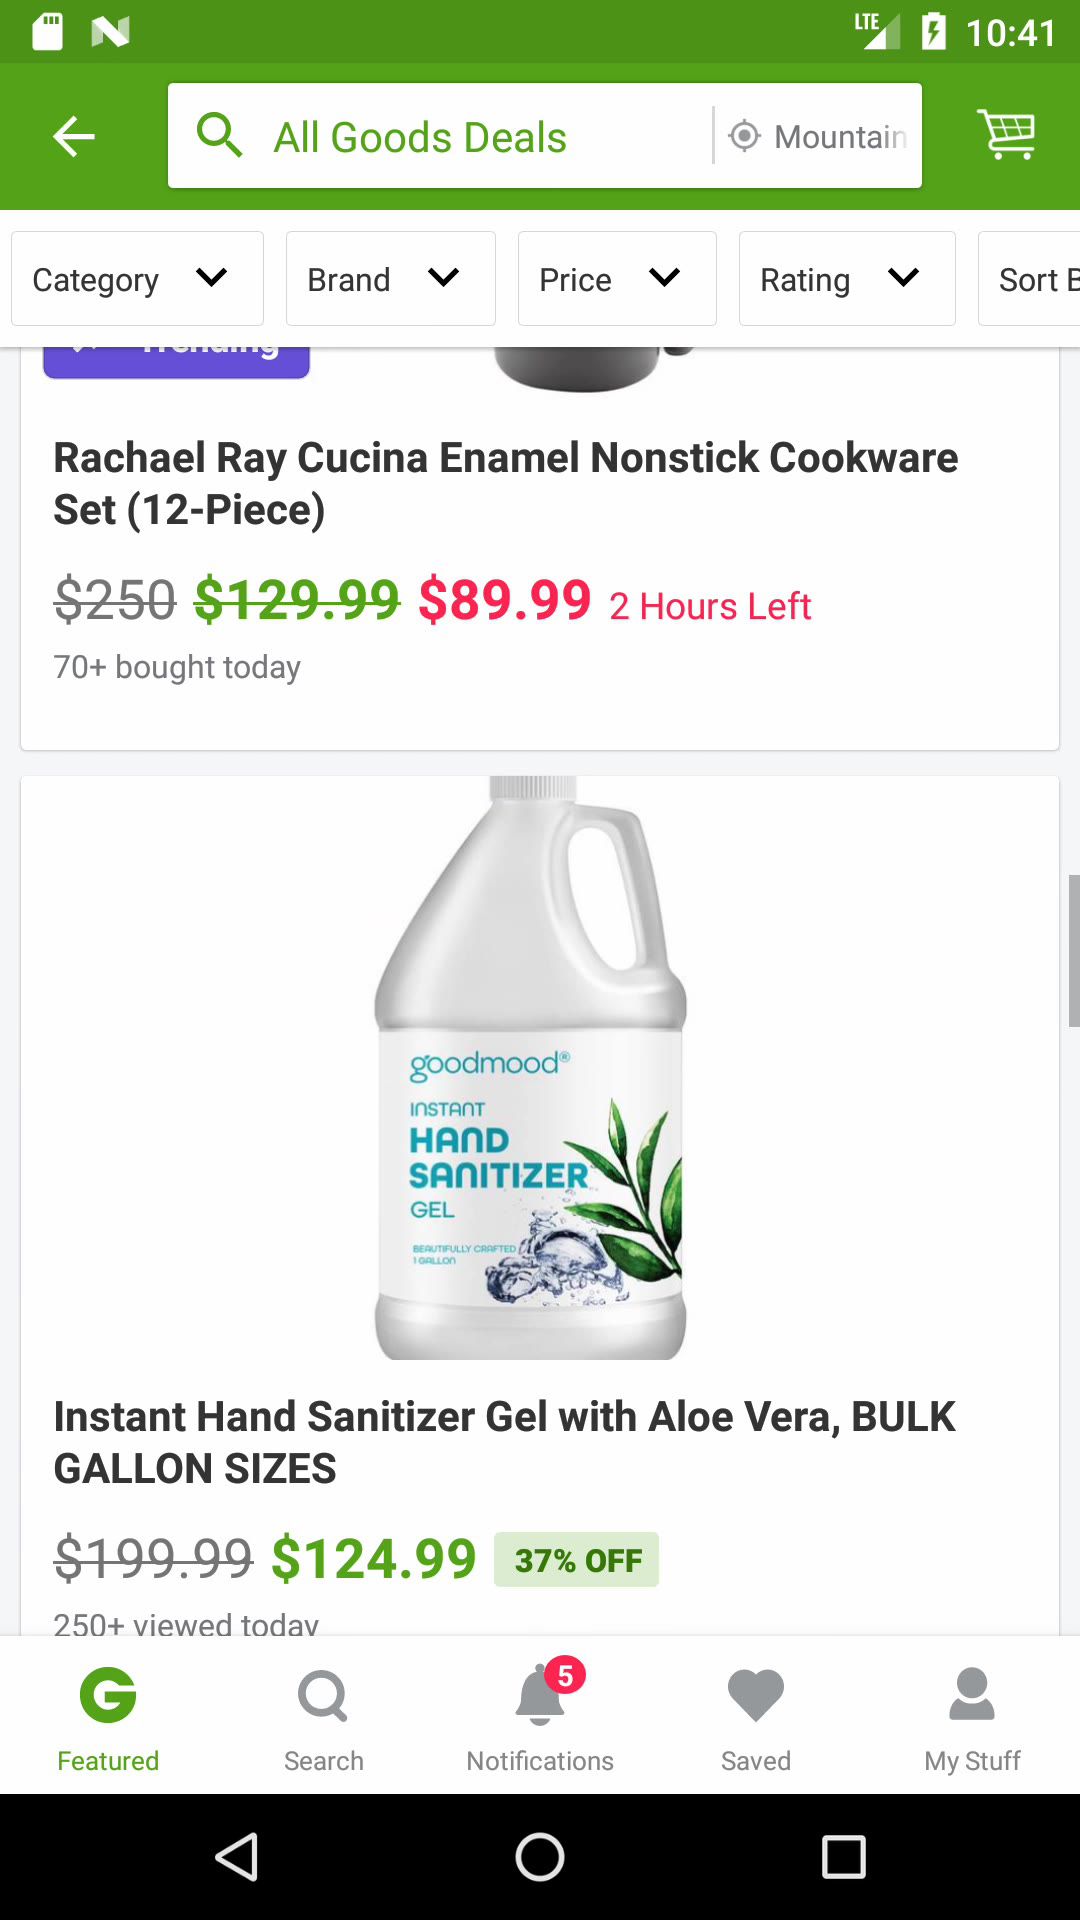 LTE 10:41
All Goods Deals Mountain
Category Brand Price Rating Sort B
Trending
Rachael Ray Cucina Enamel Nonstick Cookware
Set (12-Piece)
$250 $129.99 $89.99 2 Hours Left
70+ bought today
goodmood®
INSTANT
HAND
SANITIZER
GEL
BEAUTIFULLY CRAFTED
1 GALLON
Instant Hand Sanitizer Gel with Aloe Vera, BULK
GALLON SIZES
$199.99 $124.99 37% OFF
250+ viewed today
5
Featured Search Notifications Saved My Stuff